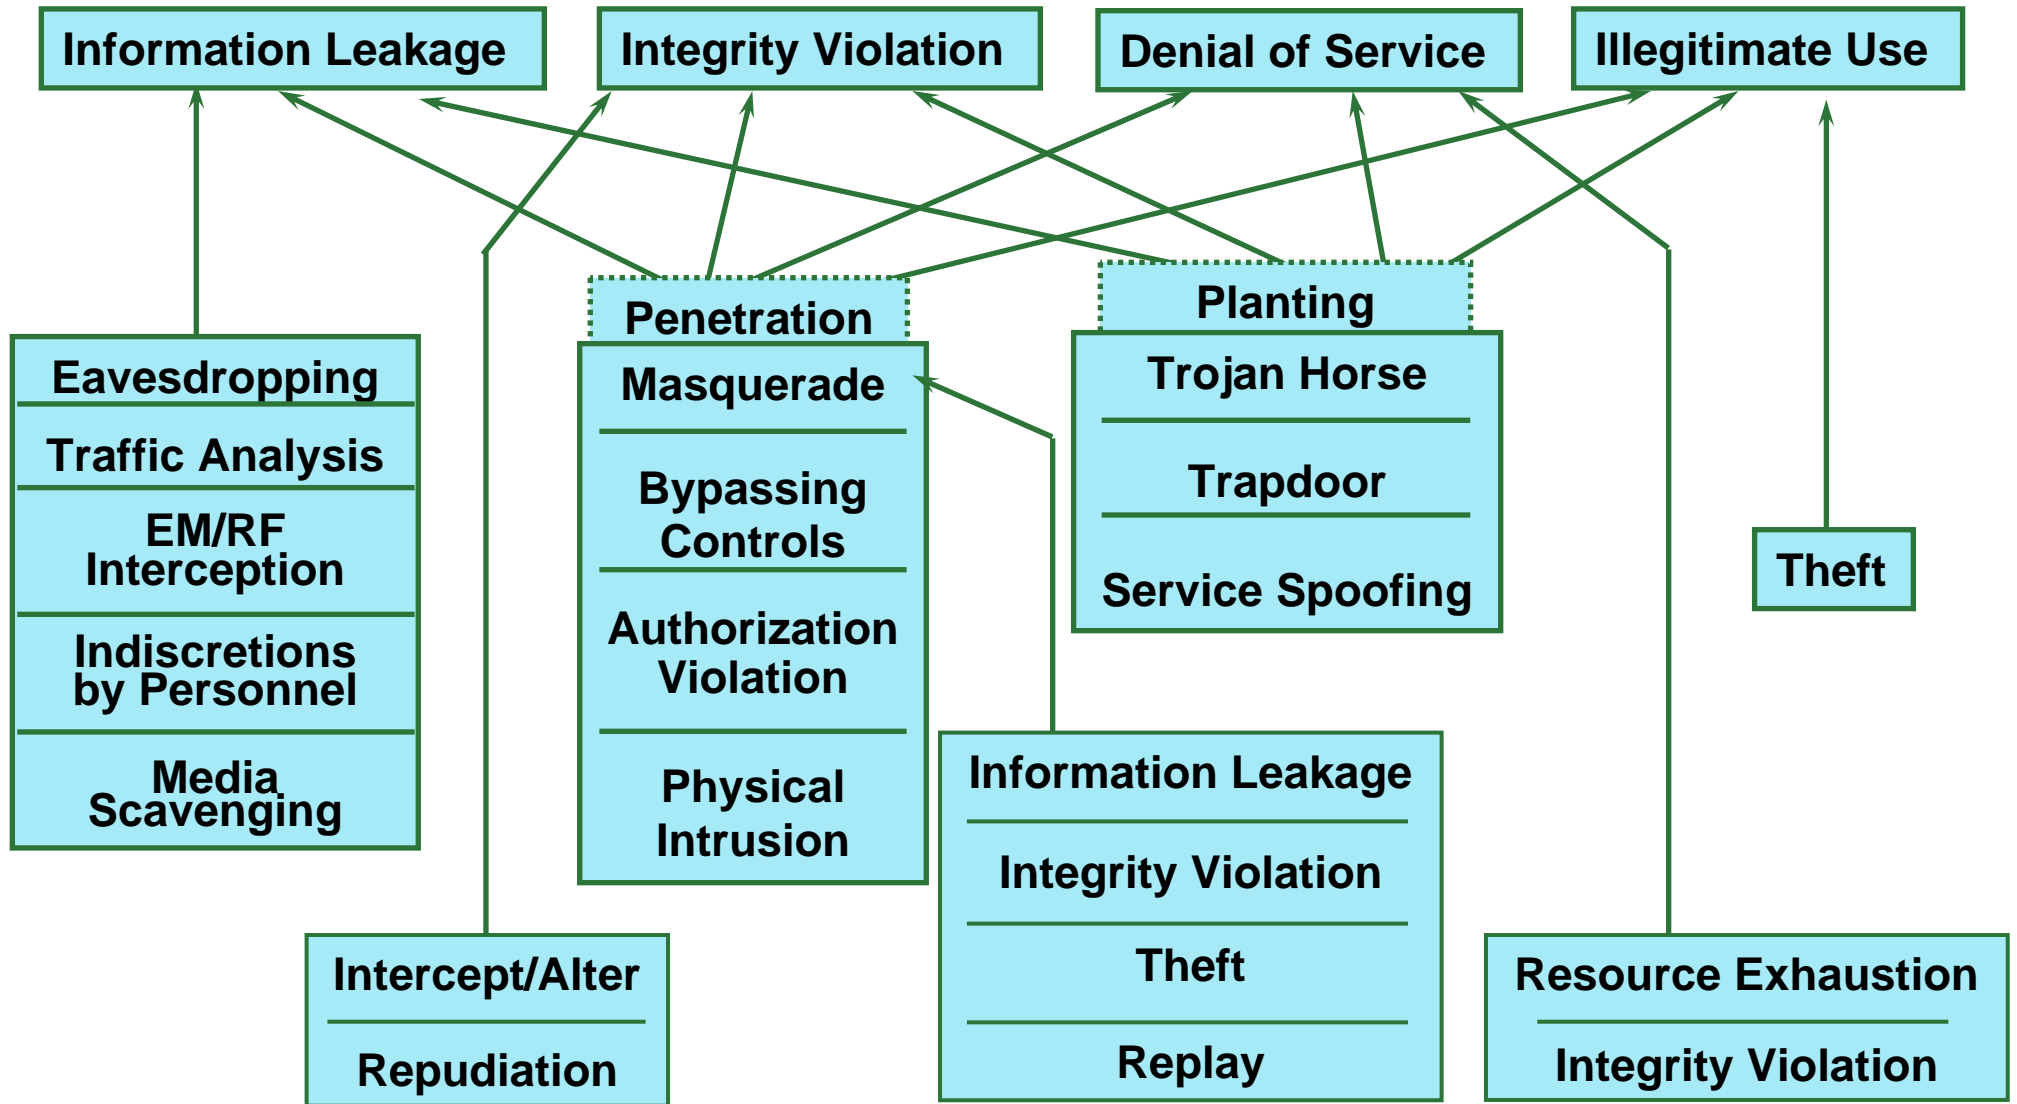 Information Leakage
Integrity Violation
Denial of Service
Illegitimate Use
Eavesdropping
Traffic Analysis
EM/RF
Interception
Indiscretions
by Personnel
Media
Scavenging
Penetration
Masquerade
Bypassing
Controls
Authorization
Violation
Physical
Intrusion
Planting
Trojan Horse
Trapdoor
Service Spoofing
Theft
Intercept/Alter
Repudiation
Information Leakage
Integrity Violation
Theft
Replay
Resource Exhaustion
Integrity Violation